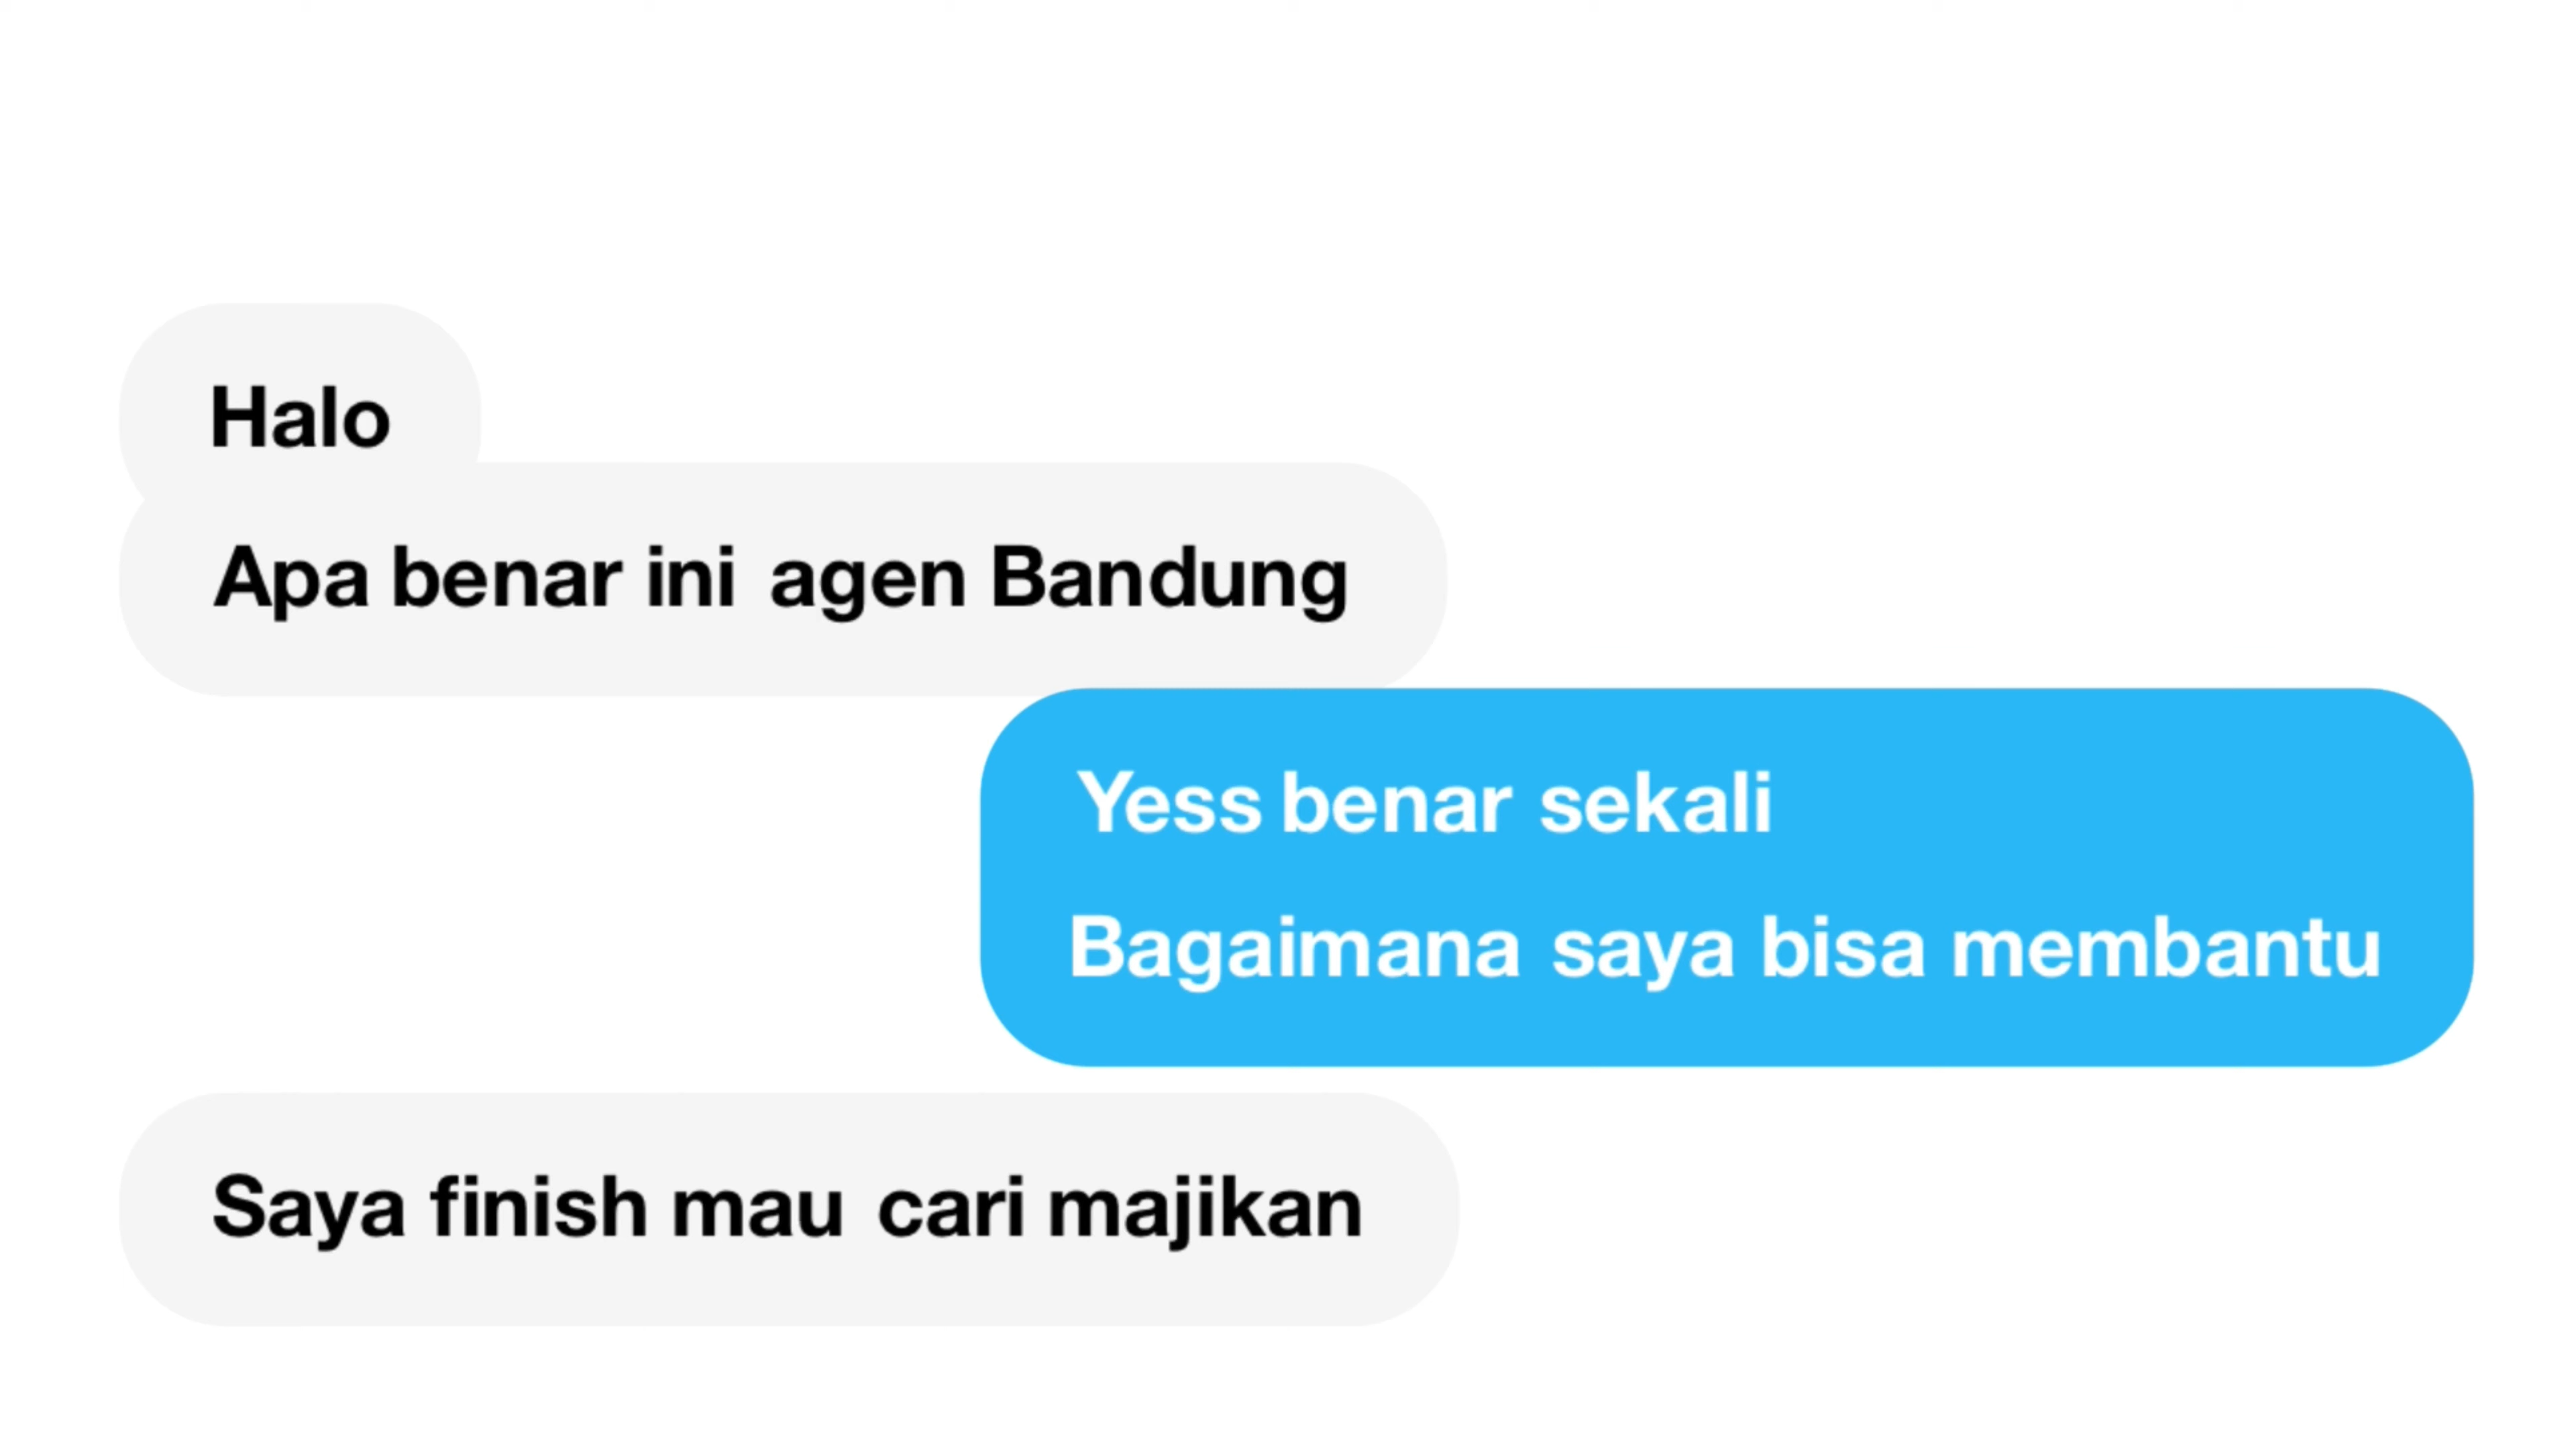 Halo
Apa benar ini agen Bandung
Yess benar sekali
Bagaimana saya bisa membantu
Saya finish mau cari majikan